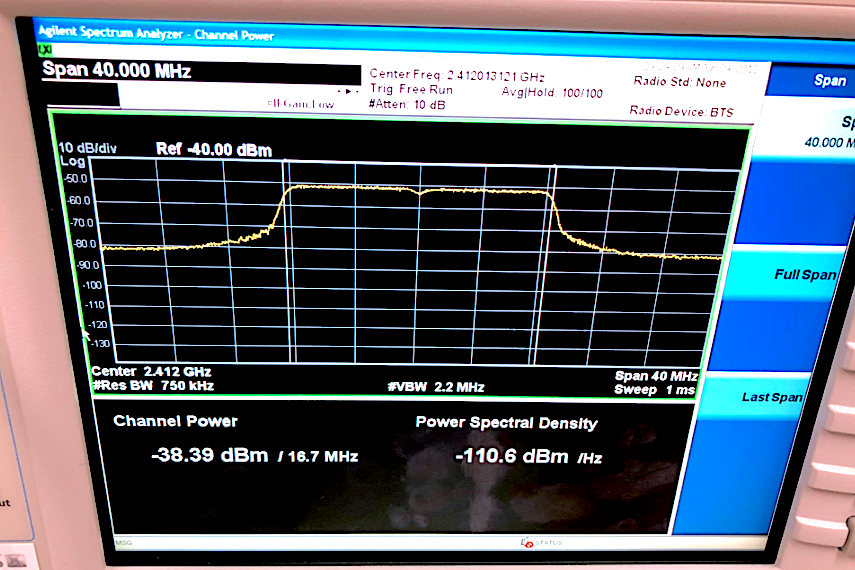 Agilent Spectrum Analyzer - Channel Power
LXI
Span 40.000 MHz
Center Freq: 2.412013121 GHz
Radio Std: None
Trig: Free Run
Avg|Hold: 100/100
#IFGain:Low
#Atten: 10 dB
Radio Device: BTS
Span
40.000 M
10 dB/div
Ref -40.00 dBm
Log
-50.0
-60.0
-70.0
-80.0
-90.0
-100
-110
-120
-130
Full Span
Last Span
Center 2.412 GHz
Span 40 MHz
#Res BW 750 kHz
#VBW 2.2 MHz
Sweep 1 ms
Channel Power
Power Spectral Density
-38.39 dBm / 16.7 MHz
-110.6 dBm /Hz
MSG
STATUS
ut